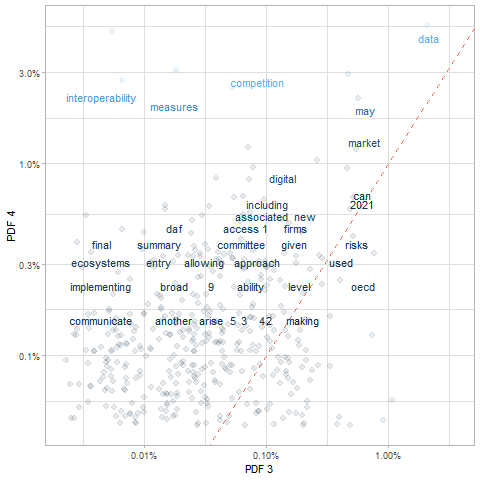 data
3.0%
competition
interoperability
measures
may
market
1.0%
digital
can
including 2021
associated new
daf access 1 firms
final summary committee given risks
0.3%
ecosystems entry allowing approach used
implementing broad 9 ability level oecd
communicate another arise 5 3 42 making
0.1%
PDF 4
0.01% 0.10% 1.00%
PDF 3